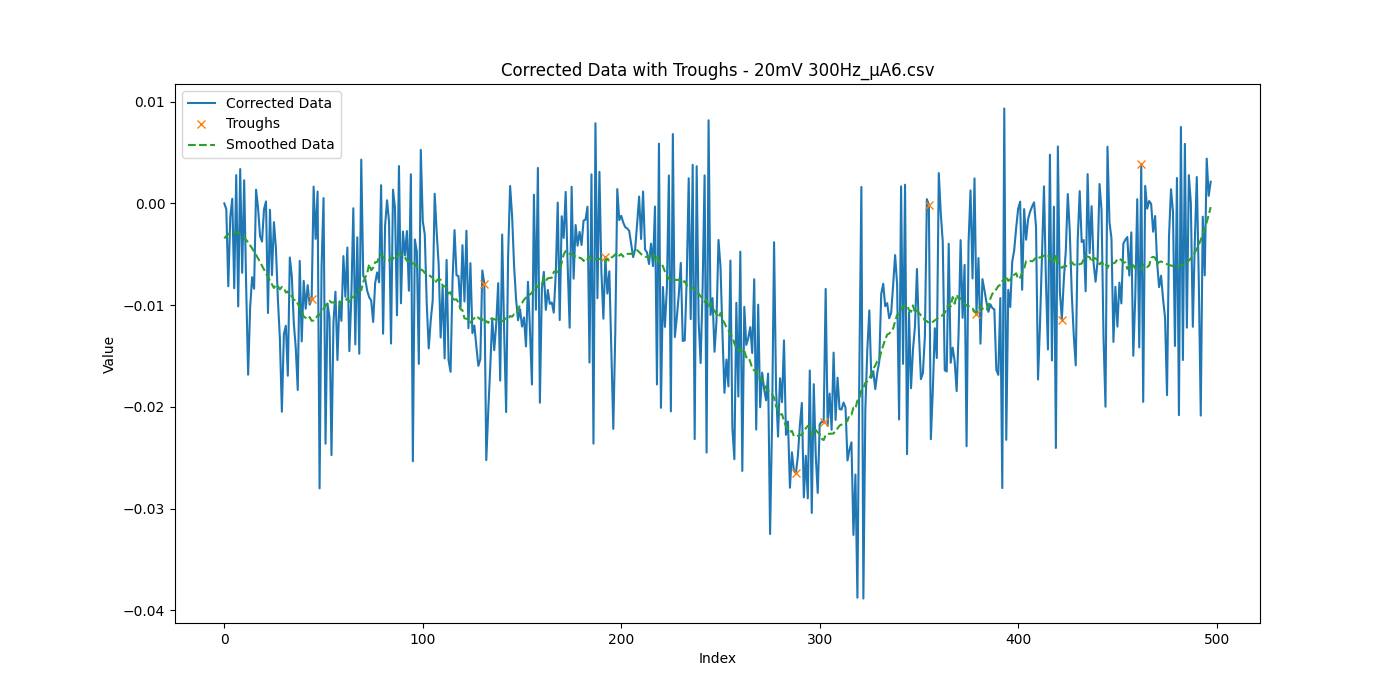 Corrected Data with Troughs - 20mV 300Hz_µA6.csv
Corrected Data
Troughs
Smoothed Data
0.01
0.00
−0.01
−0.02
−0.03
−0.04
Value
0
100
200
300
400
500
Index